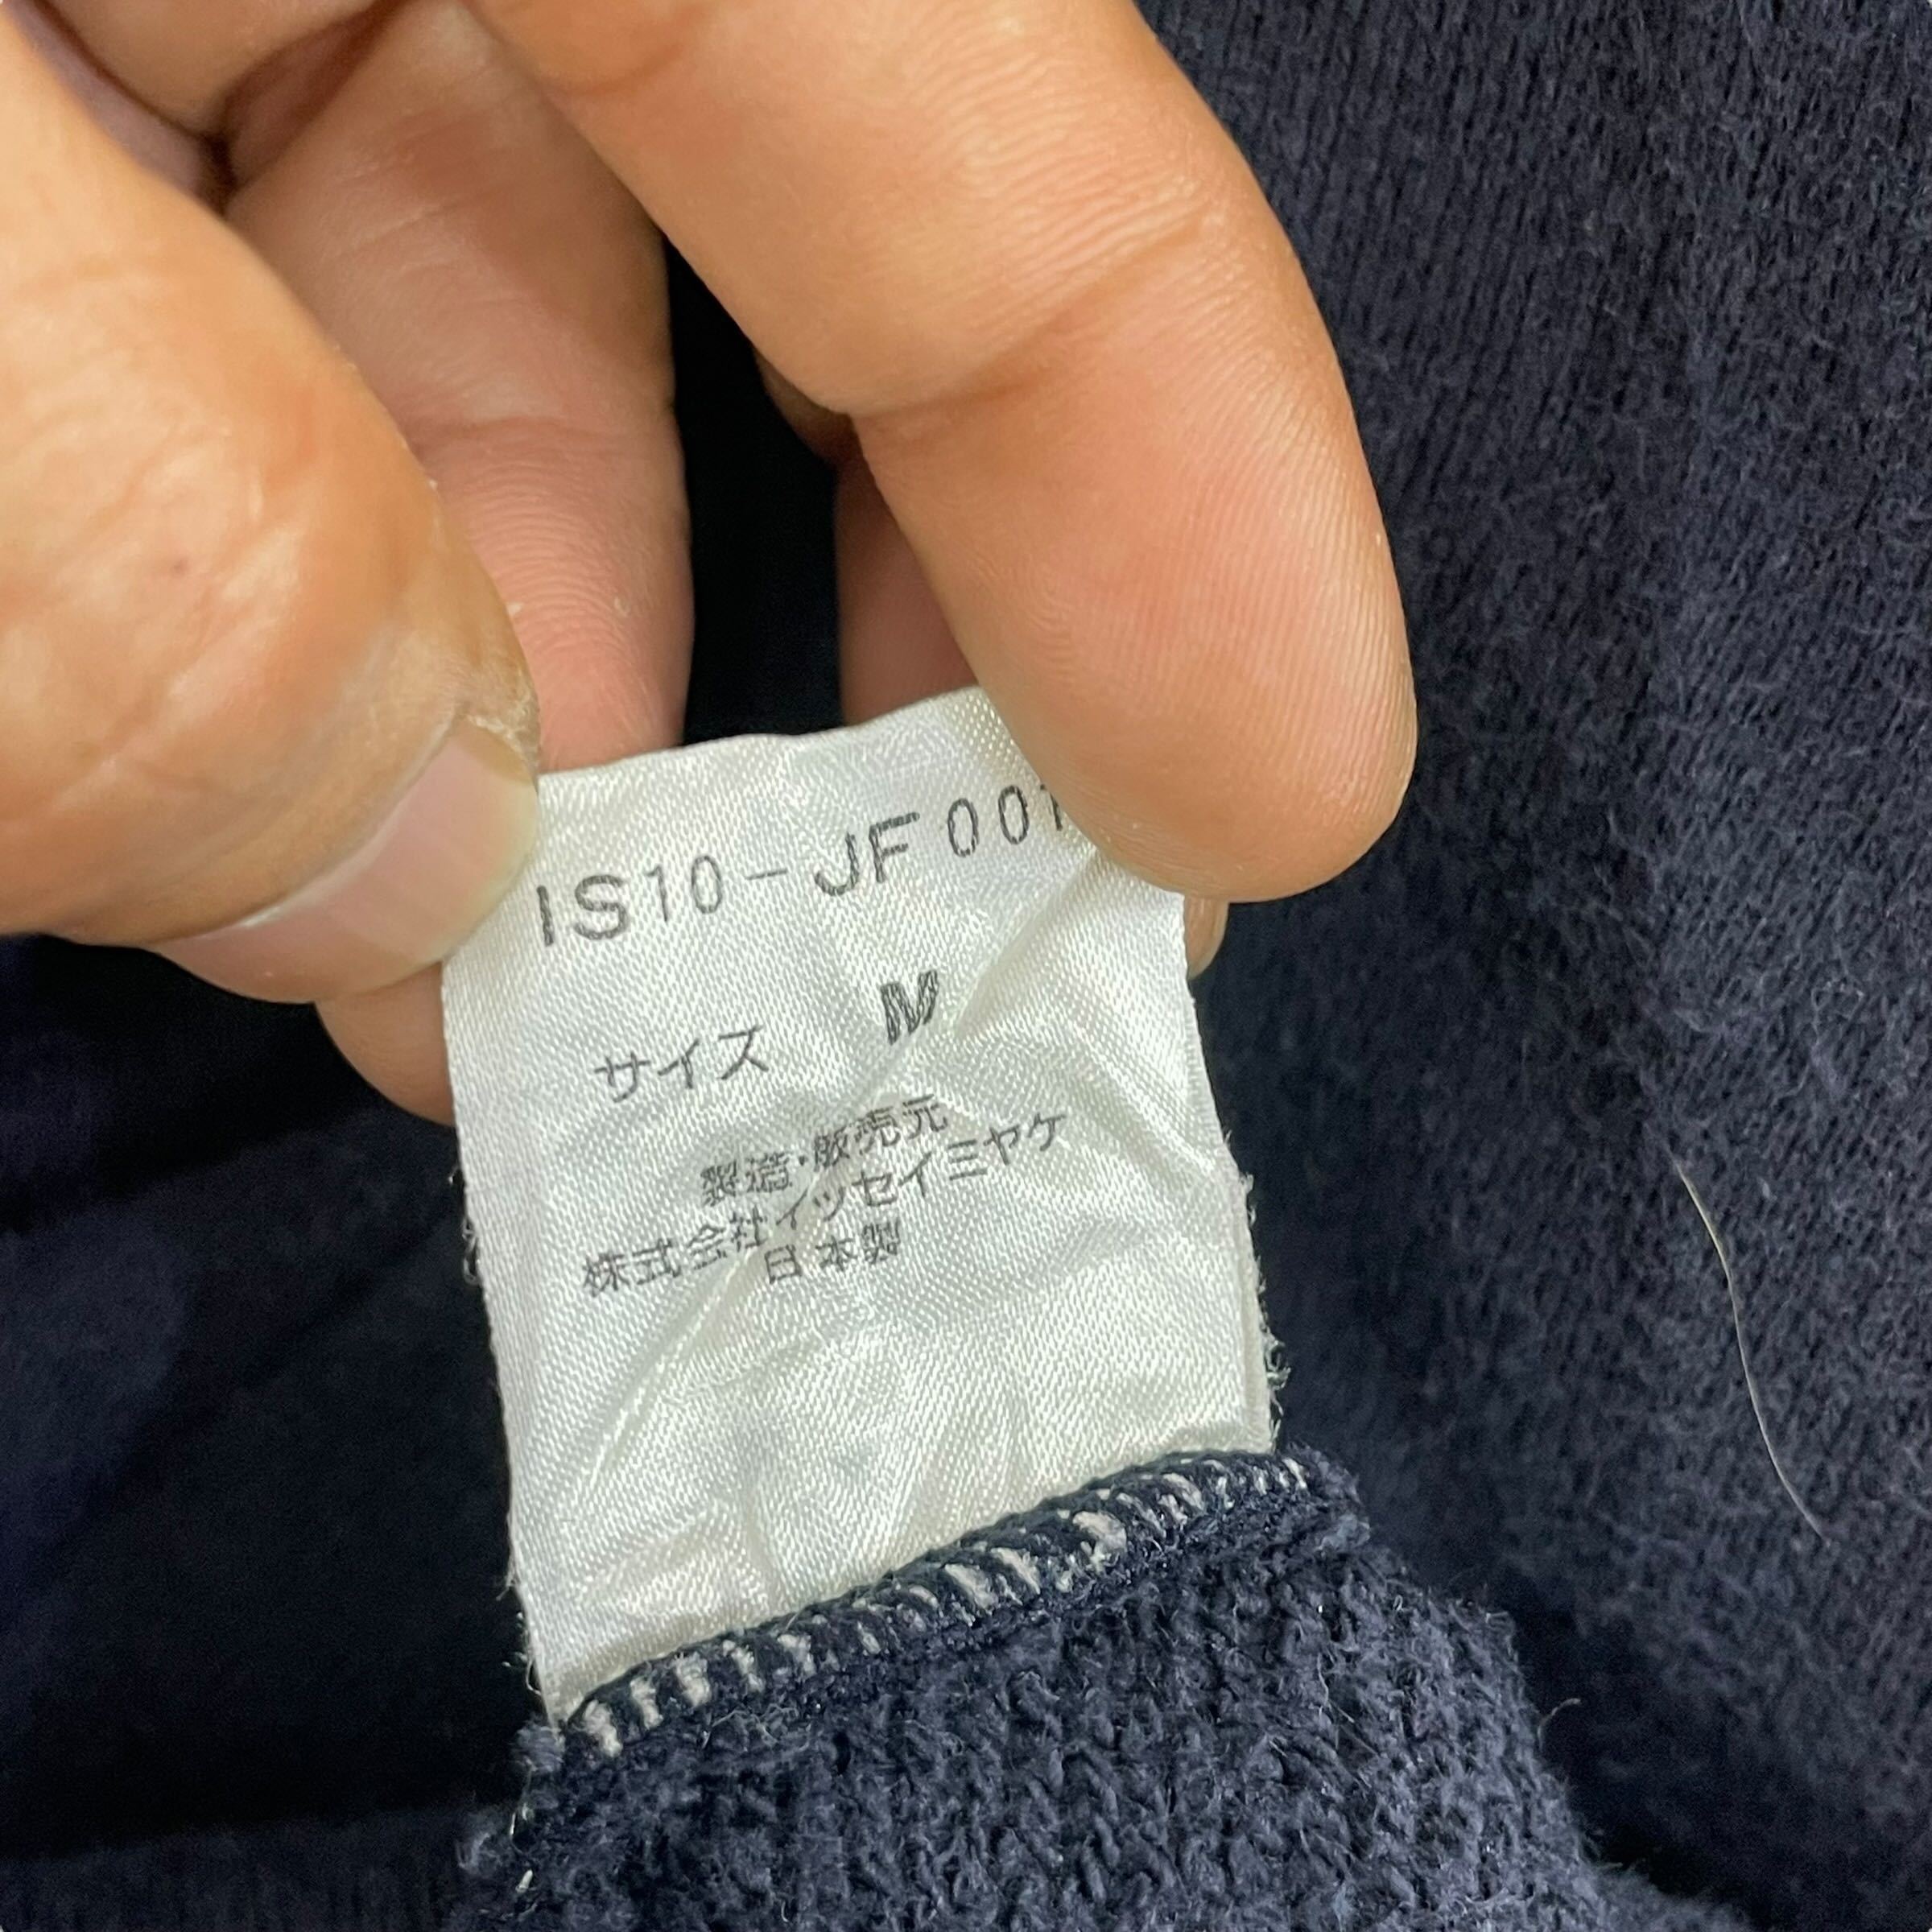 IS10-JF001
サイズ M
製造・販売元
株式会社イッセイミヤケ
日本製